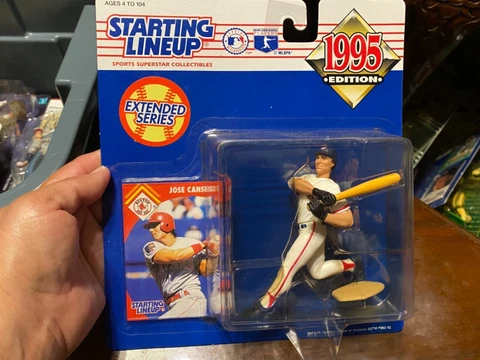 AGES 4 TO 104
STARTING
LINEUP
SPORTS SUPERSTAR COLLECTIBLES
1995
EDITION
EXTENDED
SERIES
JOSE CANSECO
STARTING
LINEUP